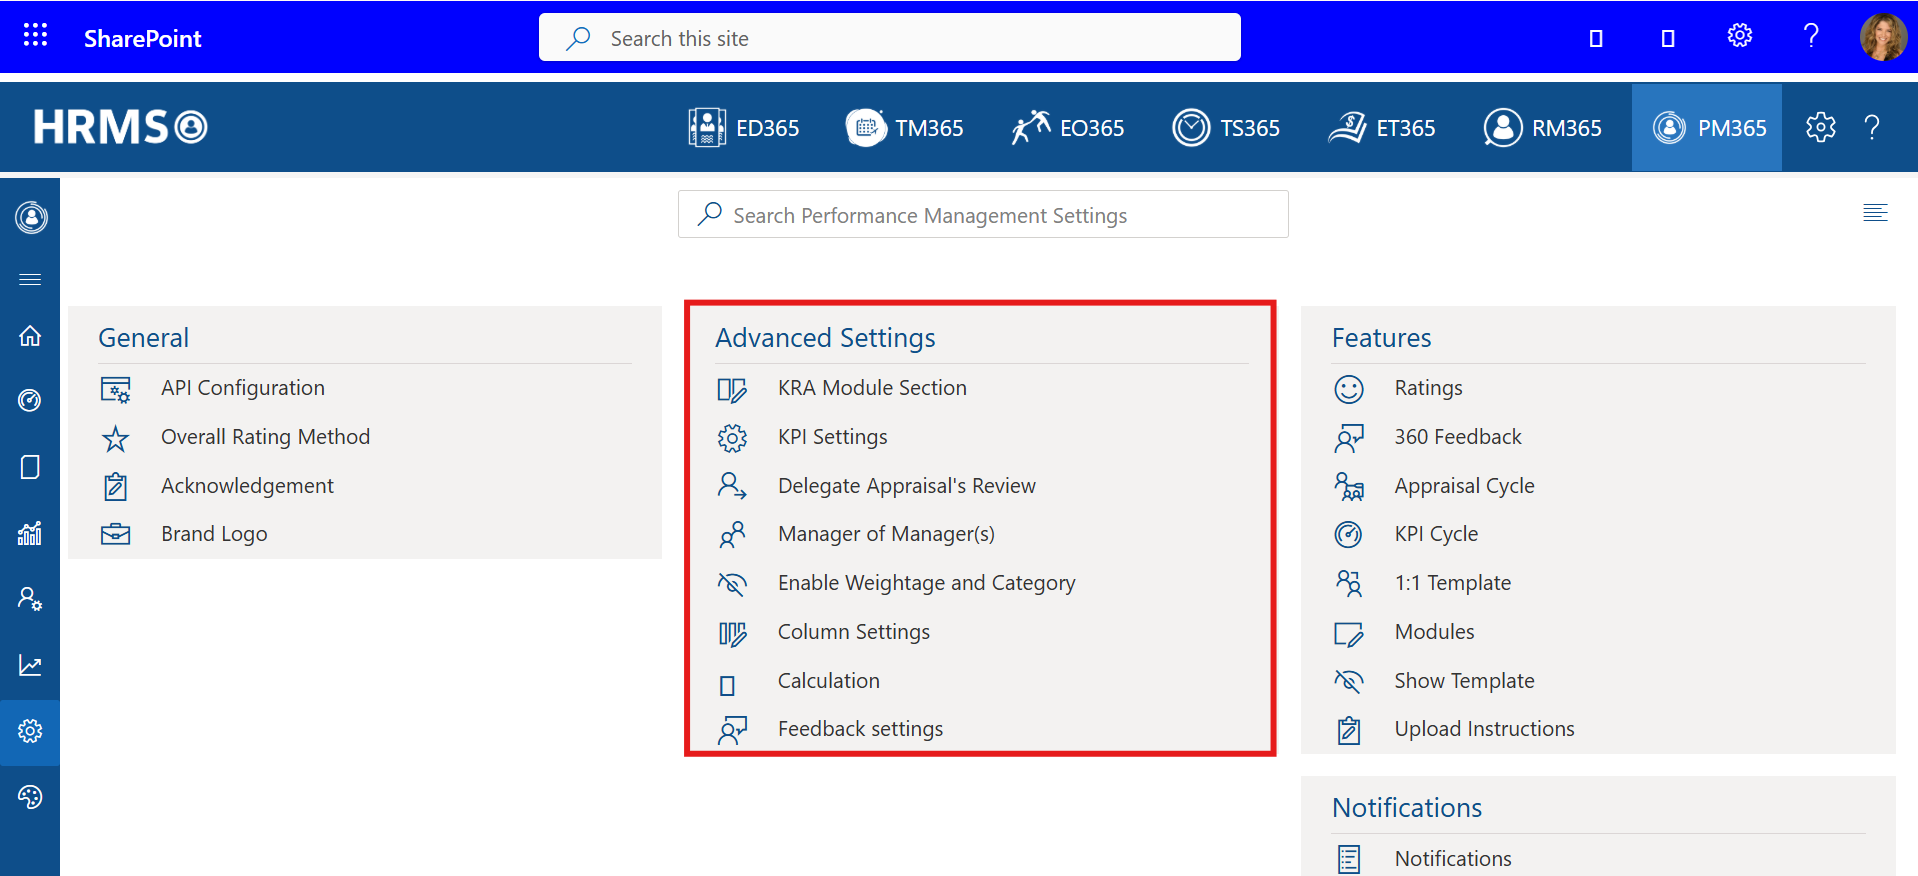 SharePoint
Search this site
HRMS
ED365
TM365
EO365
TS365
ET365
RM365
PM365
Search Performance Management Settings
General
API Configuration
Overall Rating Method
Acknowledgement
Brand Logo
Advanced Settings
KRA Module Section
KPI Settings
Delegate Appraisal's Review
Manager of Manager(s)
Enable Weightage and Category
Column Settings
Calculation
Feedback settings
Features
Ratings
360 Feedback
Appraisal Cycle
KPI Cycle
1:1 Template
Modules
Show Template
Upload Instructions
Notifications
Notifications